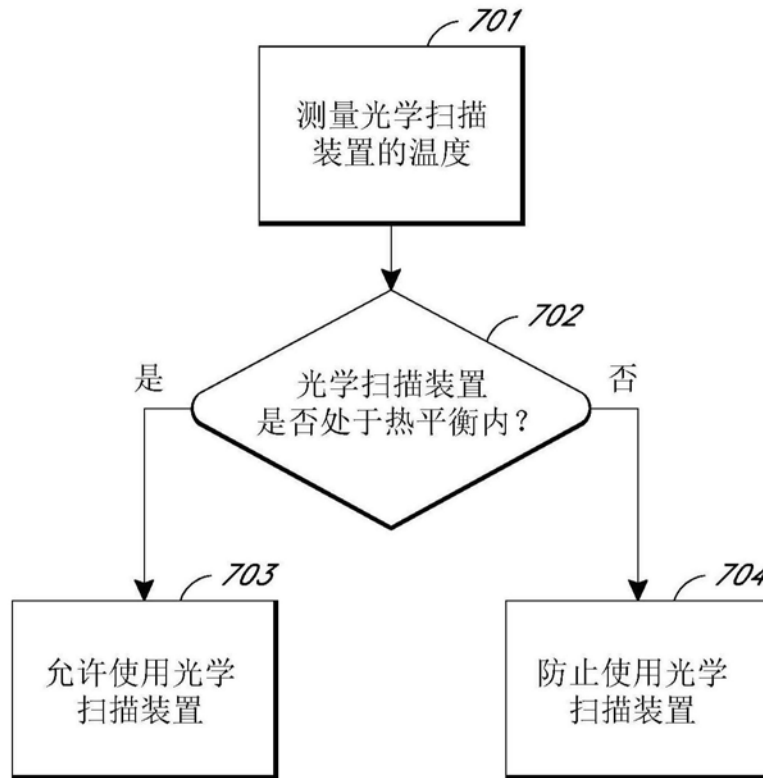 701
测量光学扫描
装置的温度
702
光学扫描装置
是否处于热平衡内?
是
否
703
允许使用光学
扫描装置
704
防止使用光学
扫描装置